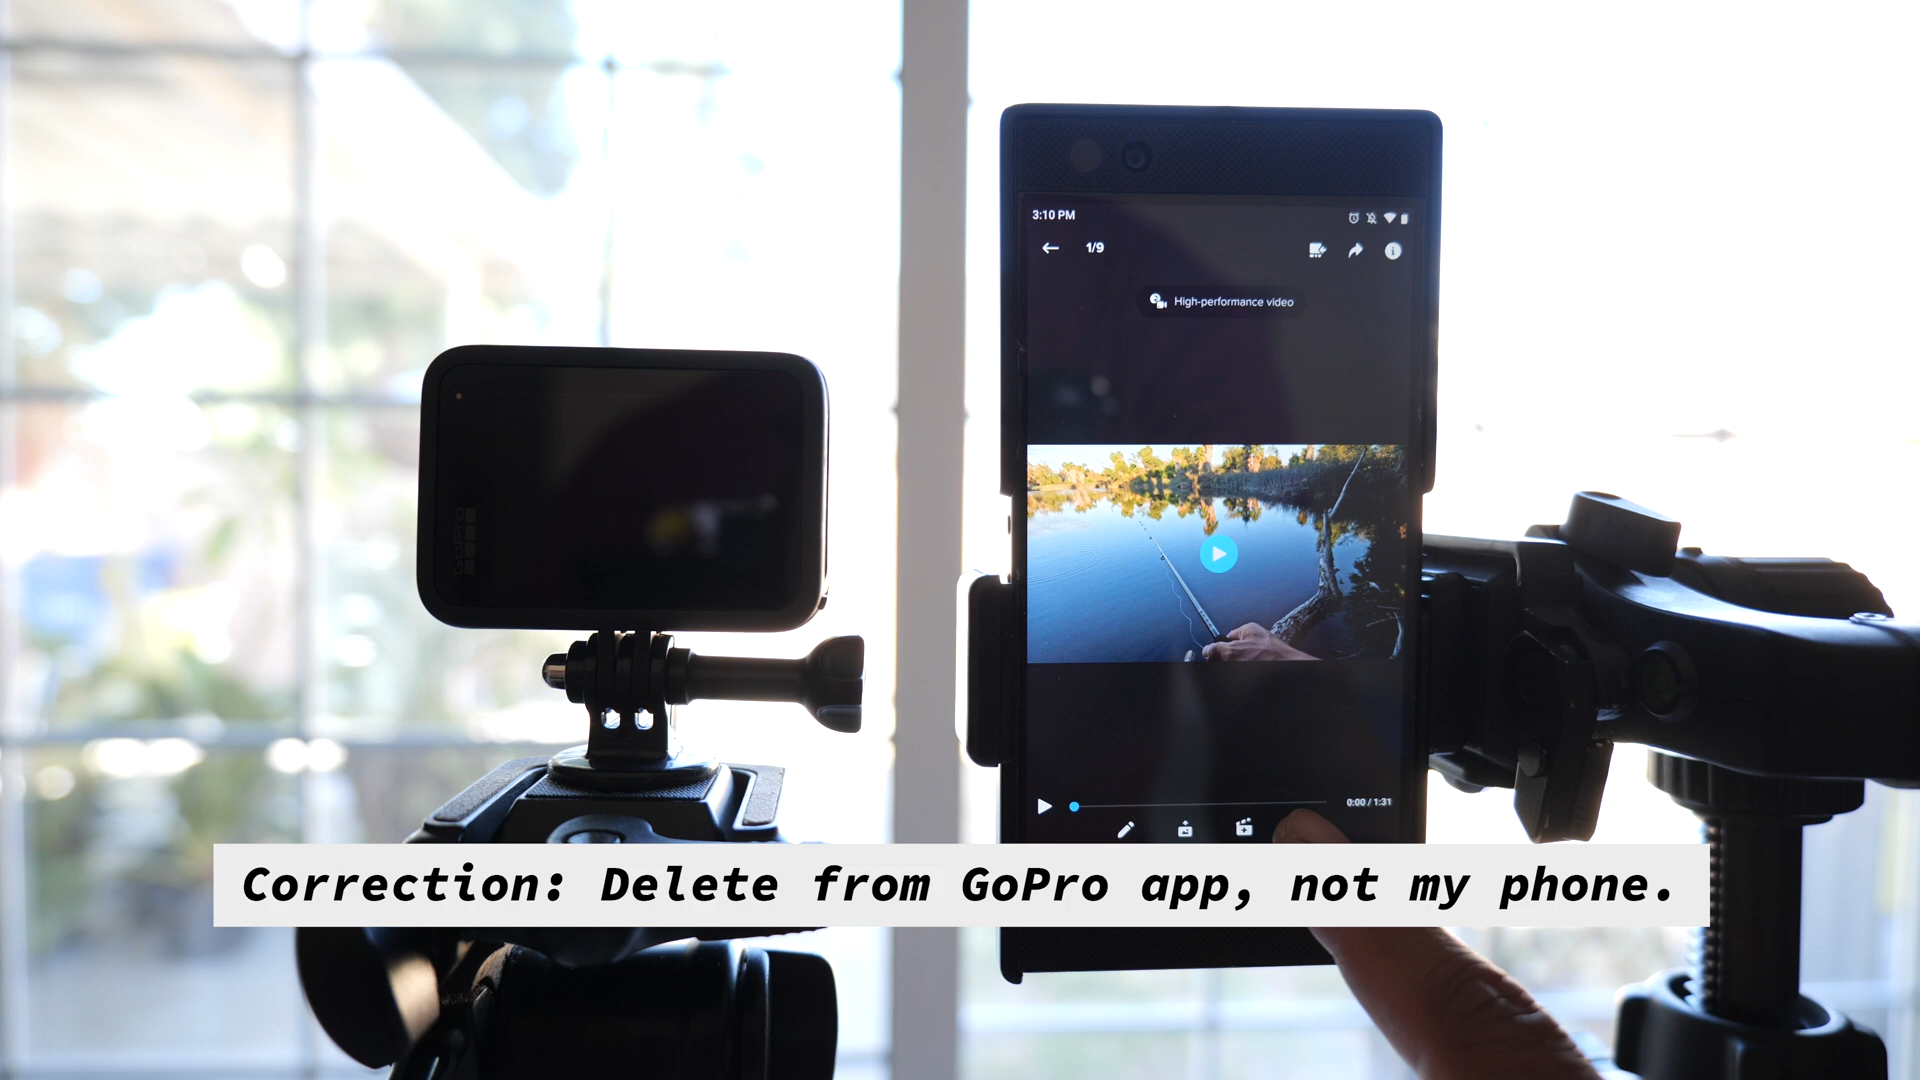 3:10 PM
1/9
High-performance video
GoPro
0:00 / 1:31
Correction: Delete from GoPro app, not my phone.